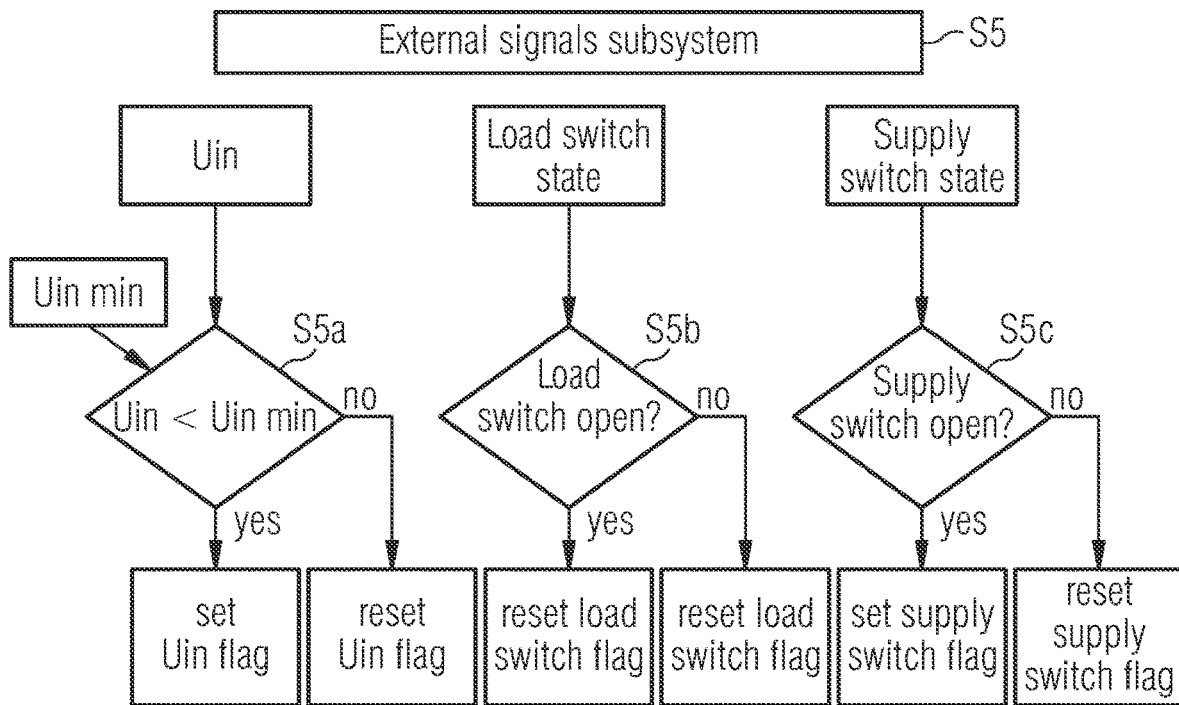 External signals subsystem
S5
Uin
Load switch
state
Supply
switch state
Uin min
S5a
S5b
S5c
Uin < Uin min
no
Load
switch open?
no
Supply
switch open?
no
yes
yes
yes
set
Uin flag
reset
Uin flag
reset load
switch flag
reset load
switch flag
set supply
switch flag
reset
supply
switch flag